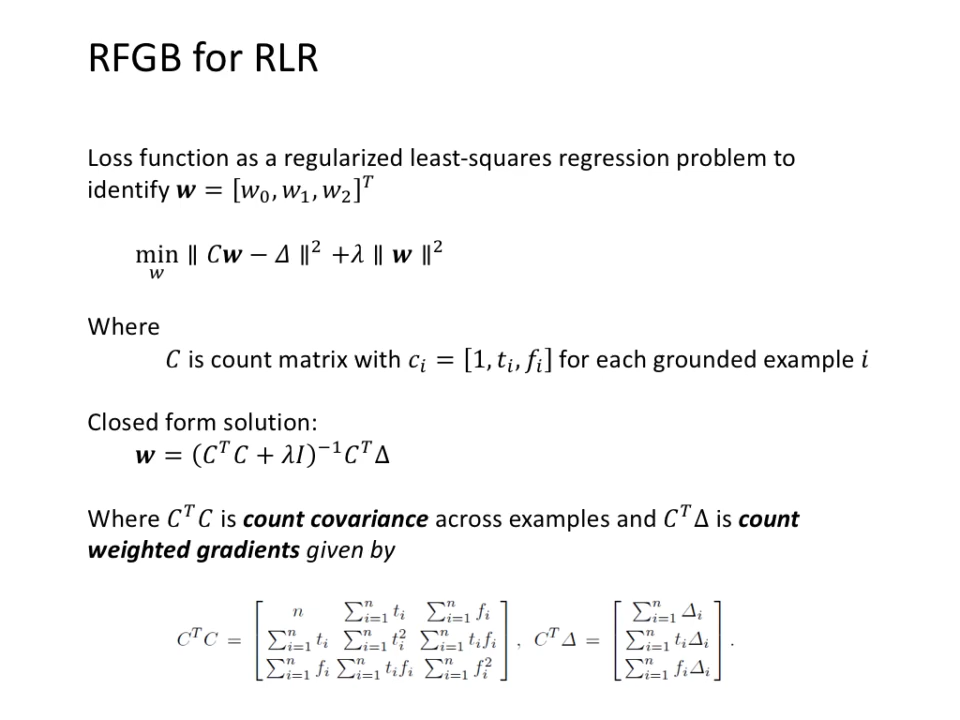 RFGB for RLR
Loss function as a regularized least-squares regression problem to
identify w = [w₀, w₁, w₂]ᵀ
min ‖ Cw − Δ ‖² +λ ‖ w ‖²
w
Where
C is count matrix with cᵢ = [1, tᵢ, fᵢ] for each grounded example i
Closed form solution:
w = (CᵀC + λI)⁻¹CᵀΔ
Where CᵀC is count covariance across examples and CᵀΔ is count
weighted gradients given by
CᵀC = [ n ∑ⁿᵢ₌₁ tᵢ ∑ⁿᵢ₌₁ fᵢ ; ∑ⁿᵢ₌₁ tᵢ ∑ⁿᵢ₌₁ tᵢ² ∑ⁿᵢ₌₁ tᵢfᵢ ; ∑ⁿᵢ₌₁ fᵢ ∑ⁿᵢ₌₁ tᵢfᵢ ∑ⁿᵢ₌₁ fᵢ² ] , CᵀΔ = [ ∑ⁿᵢ₌₁ Δᵢ ; ∑ⁿᵢ₌₁ tᵢΔᵢ ; ∑ⁿᵢ₌₁ fᵢΔᵢ ] .